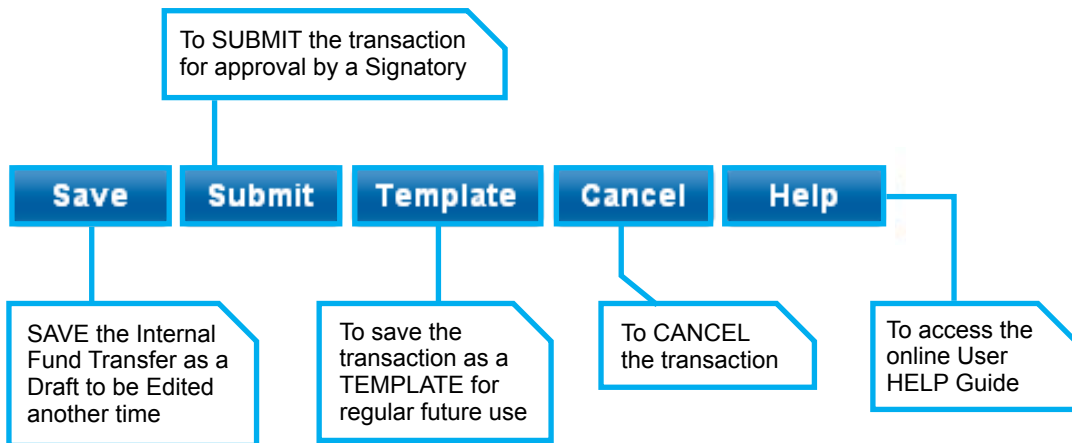 To SUBMIT the transaction
for approval by a Signatory
Save
Submit
Template
Cancel
Help
SAVE the Internal
Fund Transfer as a
Draft to be Edited
another time
To save the
transaction as a
TEMPLATE for
regular future use
To CANCEL
the transaction
To access the
online User
HELP Guide